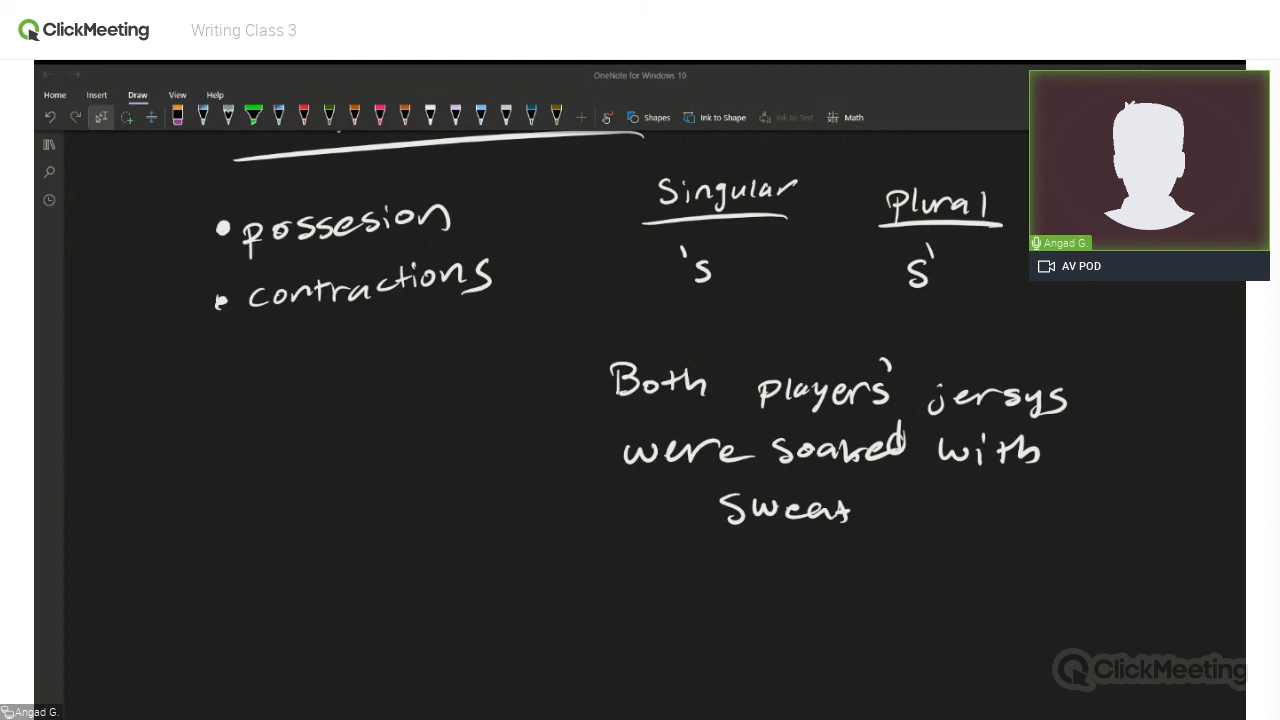 ClickMeeting Writing Class 3
OneNote for Windows 10
Home Insert Draw View Help
Shapes Ink to Shape Ink to Text Math
Singular Plural
• possesion
's s'
• contractions
Angad G.
AV POD
Both players' jersys
were soaked with
sweat
ClickMeeting
Angad G.